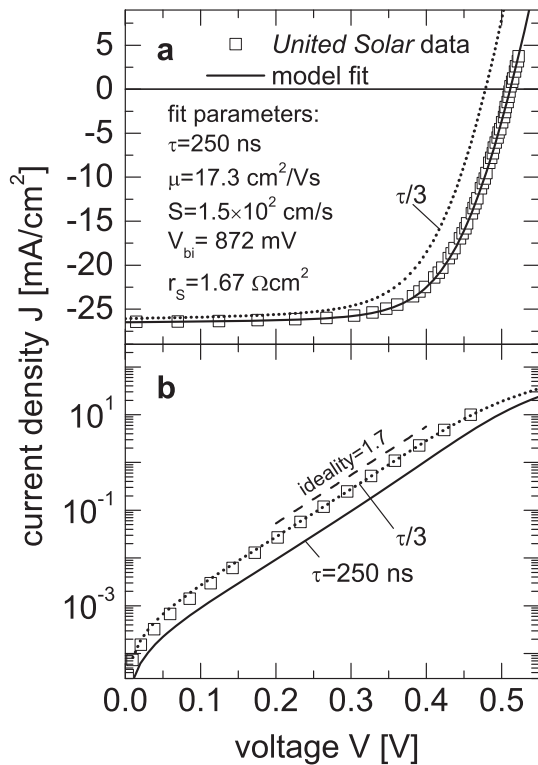 current density J [mA/cm²]
a
United Solar data
model fit
fit parameters:
τ=250 ns
μ=17.3 cm²/Vs
S=1.5×10² cm/s
V_bi= 872 mV
r_S=1.67 Ωcm²
τ/3
5
0
-5
-10
-15
-20
-25
b
ideality=1.7
τ/3
τ=250 ns
10¹
10⁻¹
10⁻³
0.0 0.1 0.2 0.3 0.4 0.5
voltage V [V]